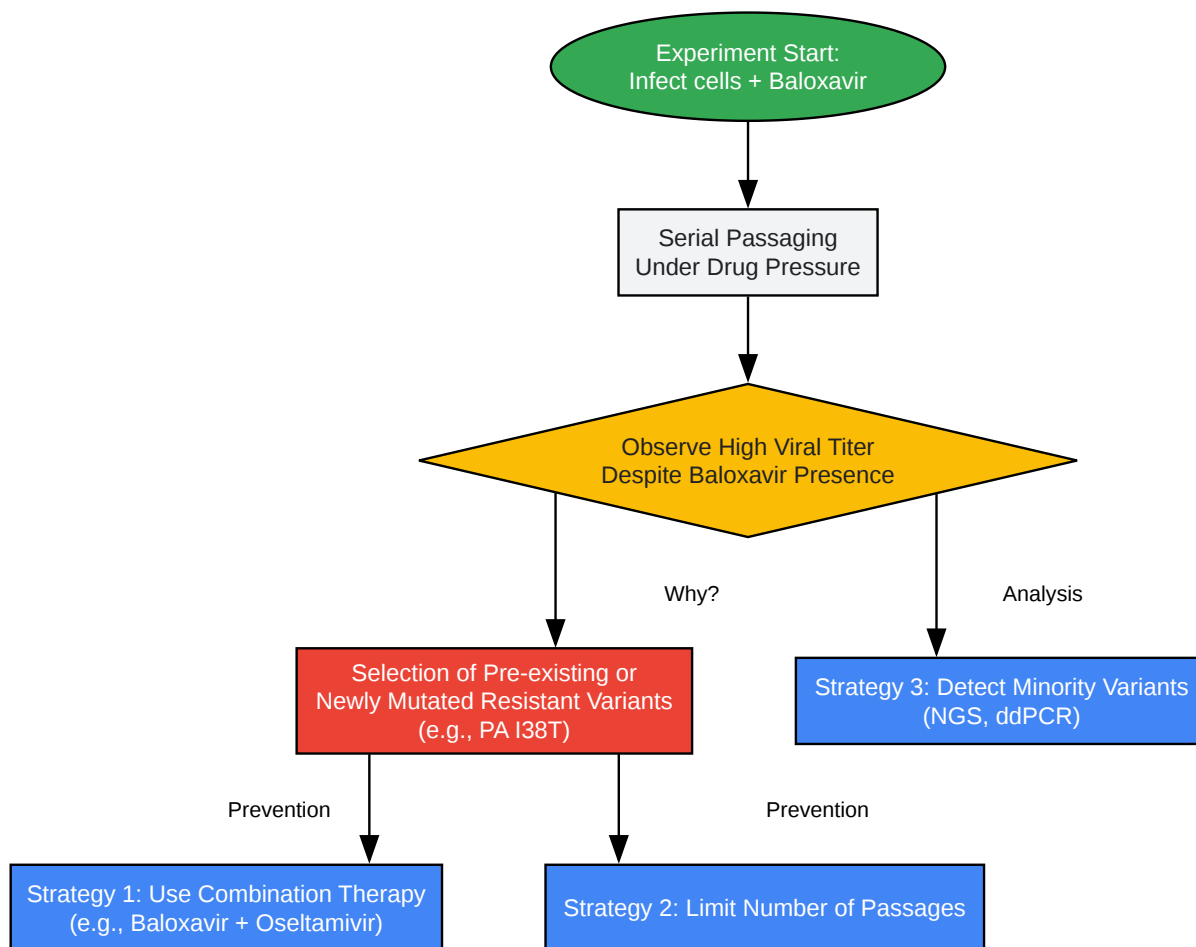 Experiment Start:
Infect cells + Baloxavir
Serial Passaging
Under Drug Pressure
Observe High Viral Titer
Despite Baloxavir Presence
Why?
Analysis
Selection of Pre-existing or
Newly Mutated Resistant Variants
(e.g., PA I38T)
Strategy 3: Detect Minority Variants
(NGS, ddPCR)
Prevention
Prevention
Strategy 1: Use Combination Therapy
(e.g., Baloxavir + Oseltamivir)
Strategy 2: Limit Number of Passages